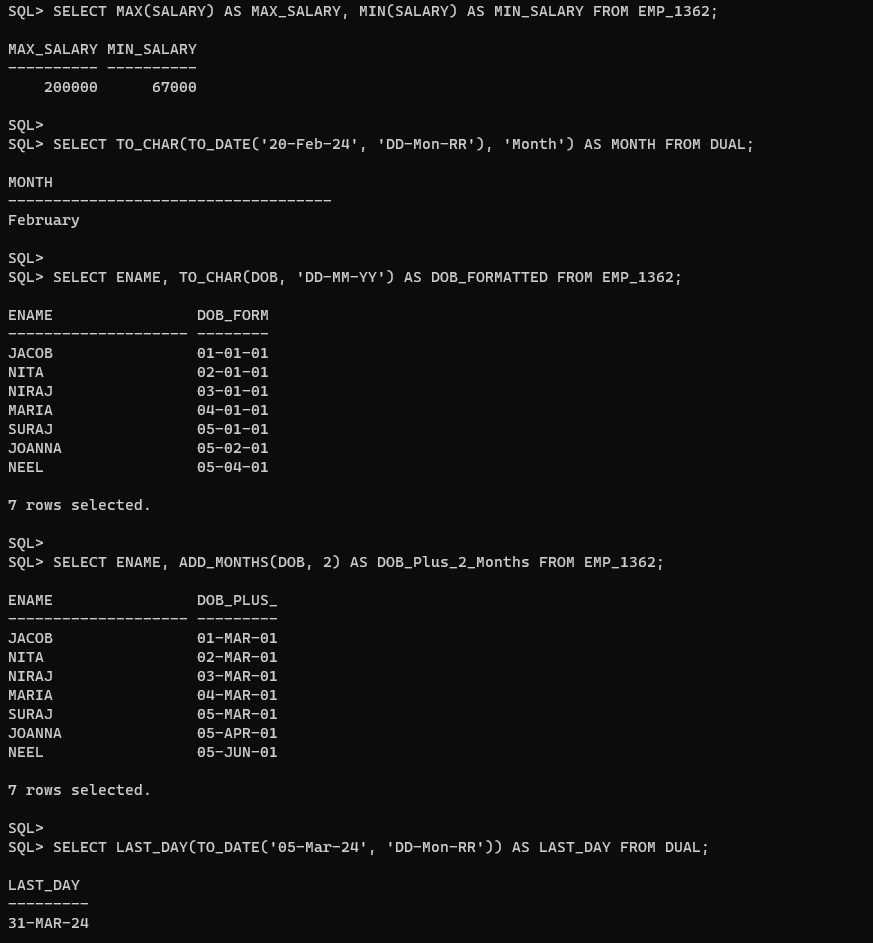 SQL> SELECT MAX(SALARY) AS MAX_SALARY, MIN(SALARY) AS MIN_SALARY FROM EMP_1362;
MAX_SALARY MIN_SALARY
---------- ----------
    200000      67000
SQL>
SQL> SELECT TO_CHAR(TO_DATE('20-Feb-24', 'DD-Mon-RR'), 'Month') AS MONTH FROM DUAL;
MONTH
------------------------------------
February
SQL>
SQL> SELECT ENAME, TO_CHAR(DOB, 'DD-MM-YY') AS DOB_FORMATTED FROM EMP_1362;
ENAME                DOB_FORM
-------------------- --------
JACOB                01-01-01
NITA                 02-01-01
NIRAJ                03-01-01
MARIA                04-01-01
SURAJ                05-01-01
JOANNA               05-02-01
NEEL                 05-04-01
7 rows selected.
SQL>
SQL> SELECT ENAME, ADD_MONTHS(DOB, 2) AS DOB_Plus_2_Months FROM EMP_1362;
ENAME                DOB_PLUS_
-------------------- ---------
JACOB                01-MAR-01
NITA                 02-MAR-01
NIRAJ                03-MAR-01
MARIA                04-MAR-01
SURAJ                05-MAR-01
JOANNA               05-APR-01
NEEL                 05-JUN-01
7 rows selected.
SQL>
SQL> SELECT LAST_DAY(TO_DATE('05-Mar-24', 'DD-Mon-RR')) AS LAST_DAY FROM DUAL;
LAST_DAY
---------
31-MAR-24